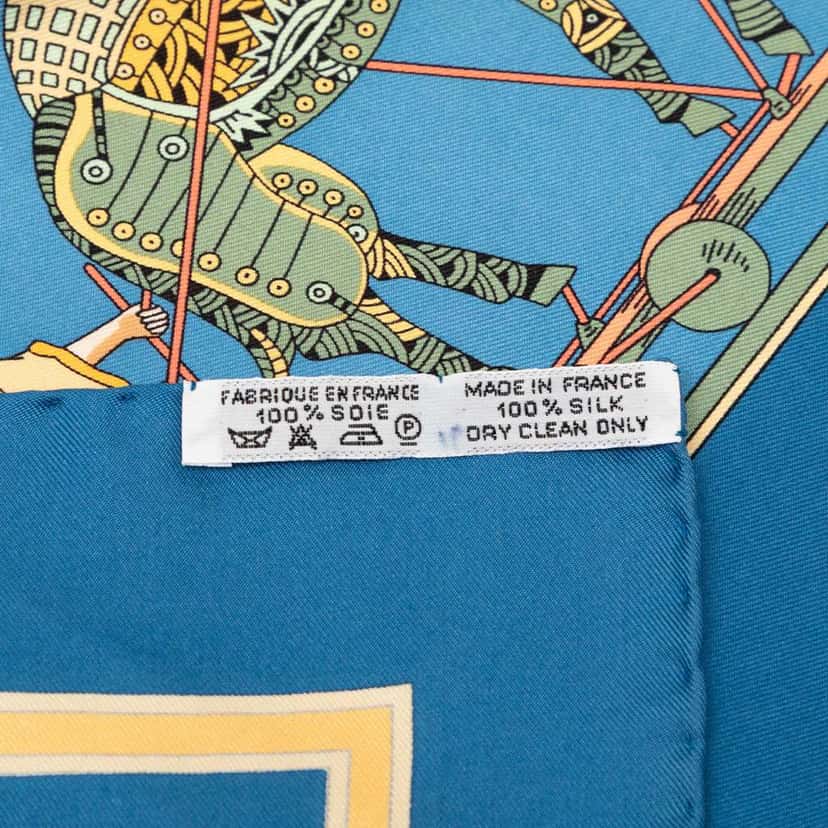 FABRIQUE EN FRANCE
100% SOIE
P
MADE IN FRANCE
100% SILK
DRY CLEAN ONLY